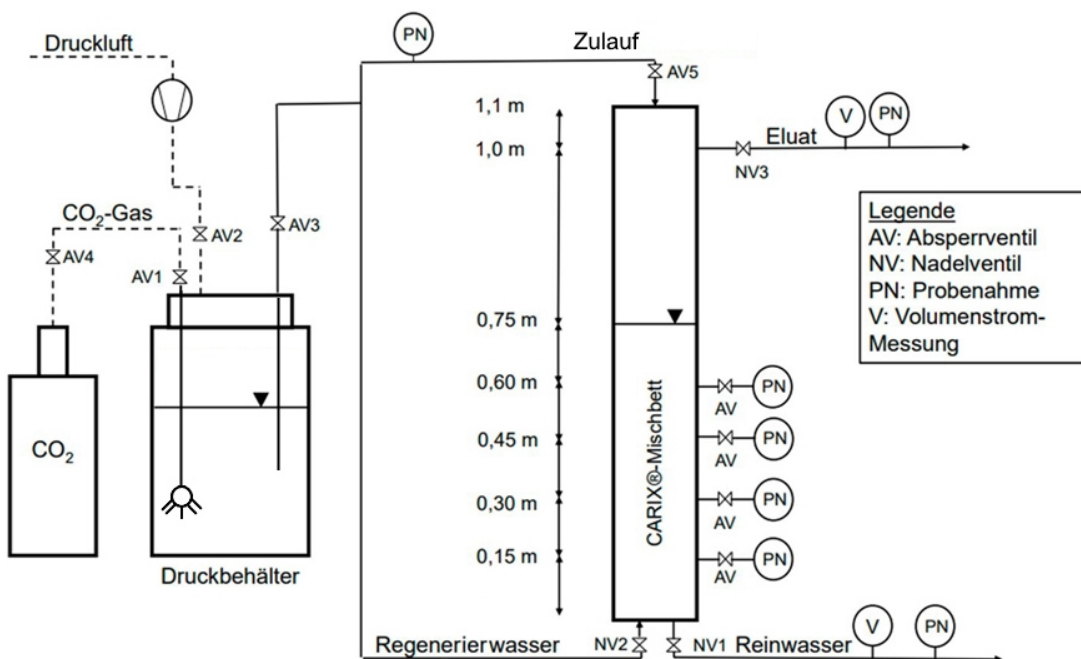 Druckluft
PN
Zulauf
AV5
1,1 m
1,0 m
V
PN
Eluat
NV3
CO₂-Gas
AV4
AV2
AV3
AV1
Legende
AV: Absperrventil
NV: Nadelventil
PN: Probenahme
V: Volumenstrom-
Messung
0,75 m
0,60 m
PN
AV
CO₂
0,45 m
PN
AV
CARIX®-Mischbett
0,30 m
PN
AV
0,15 m
PN
AV
Druckbehälter
Regenerierwasser
NV2
NV1
Reinwasser
V
PN